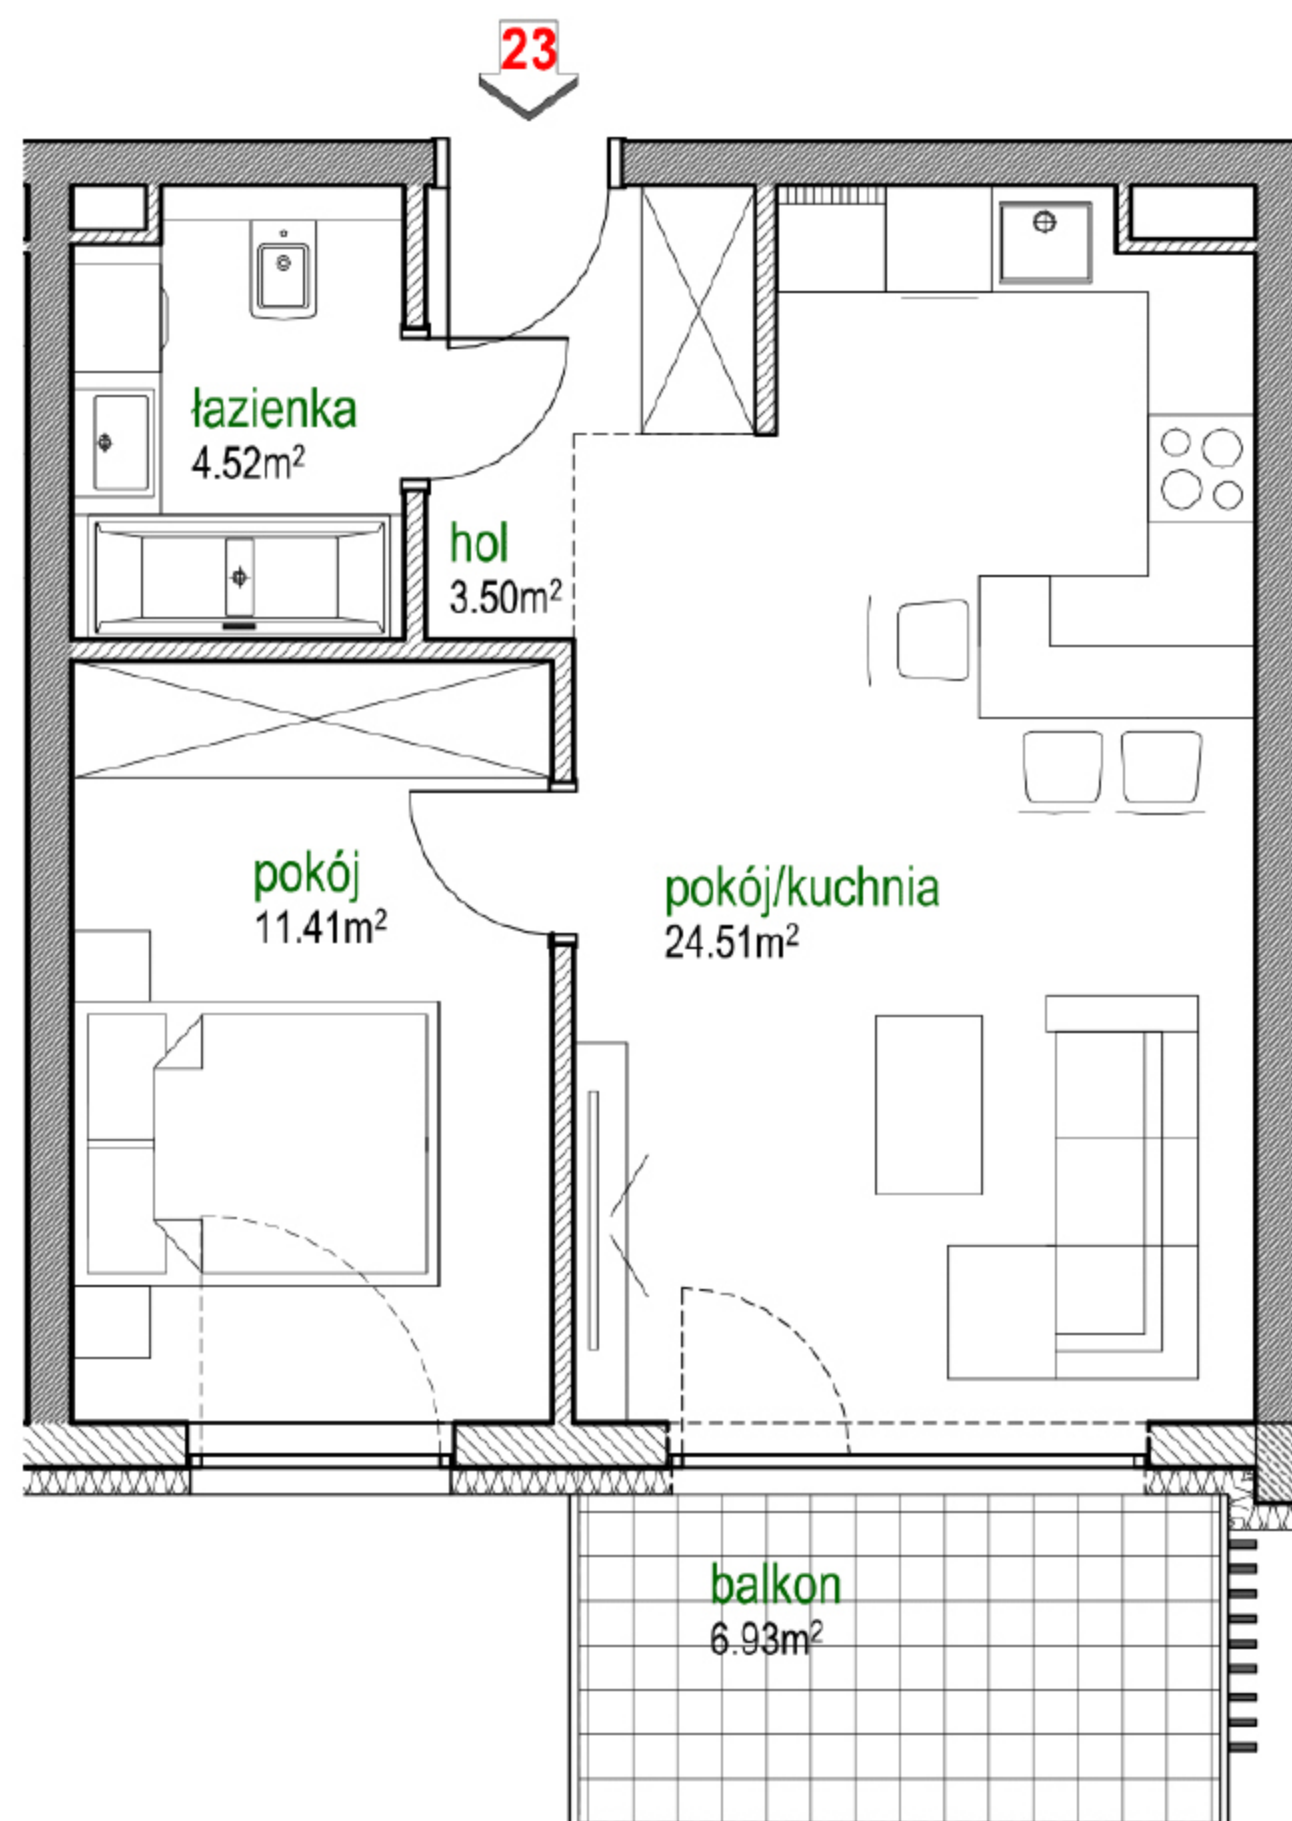 23
łazienka
4.52m²
hol
3.50m²
pokój
11.41m²
pokój/kuchnia
24.51m²
balkon
6.93m²